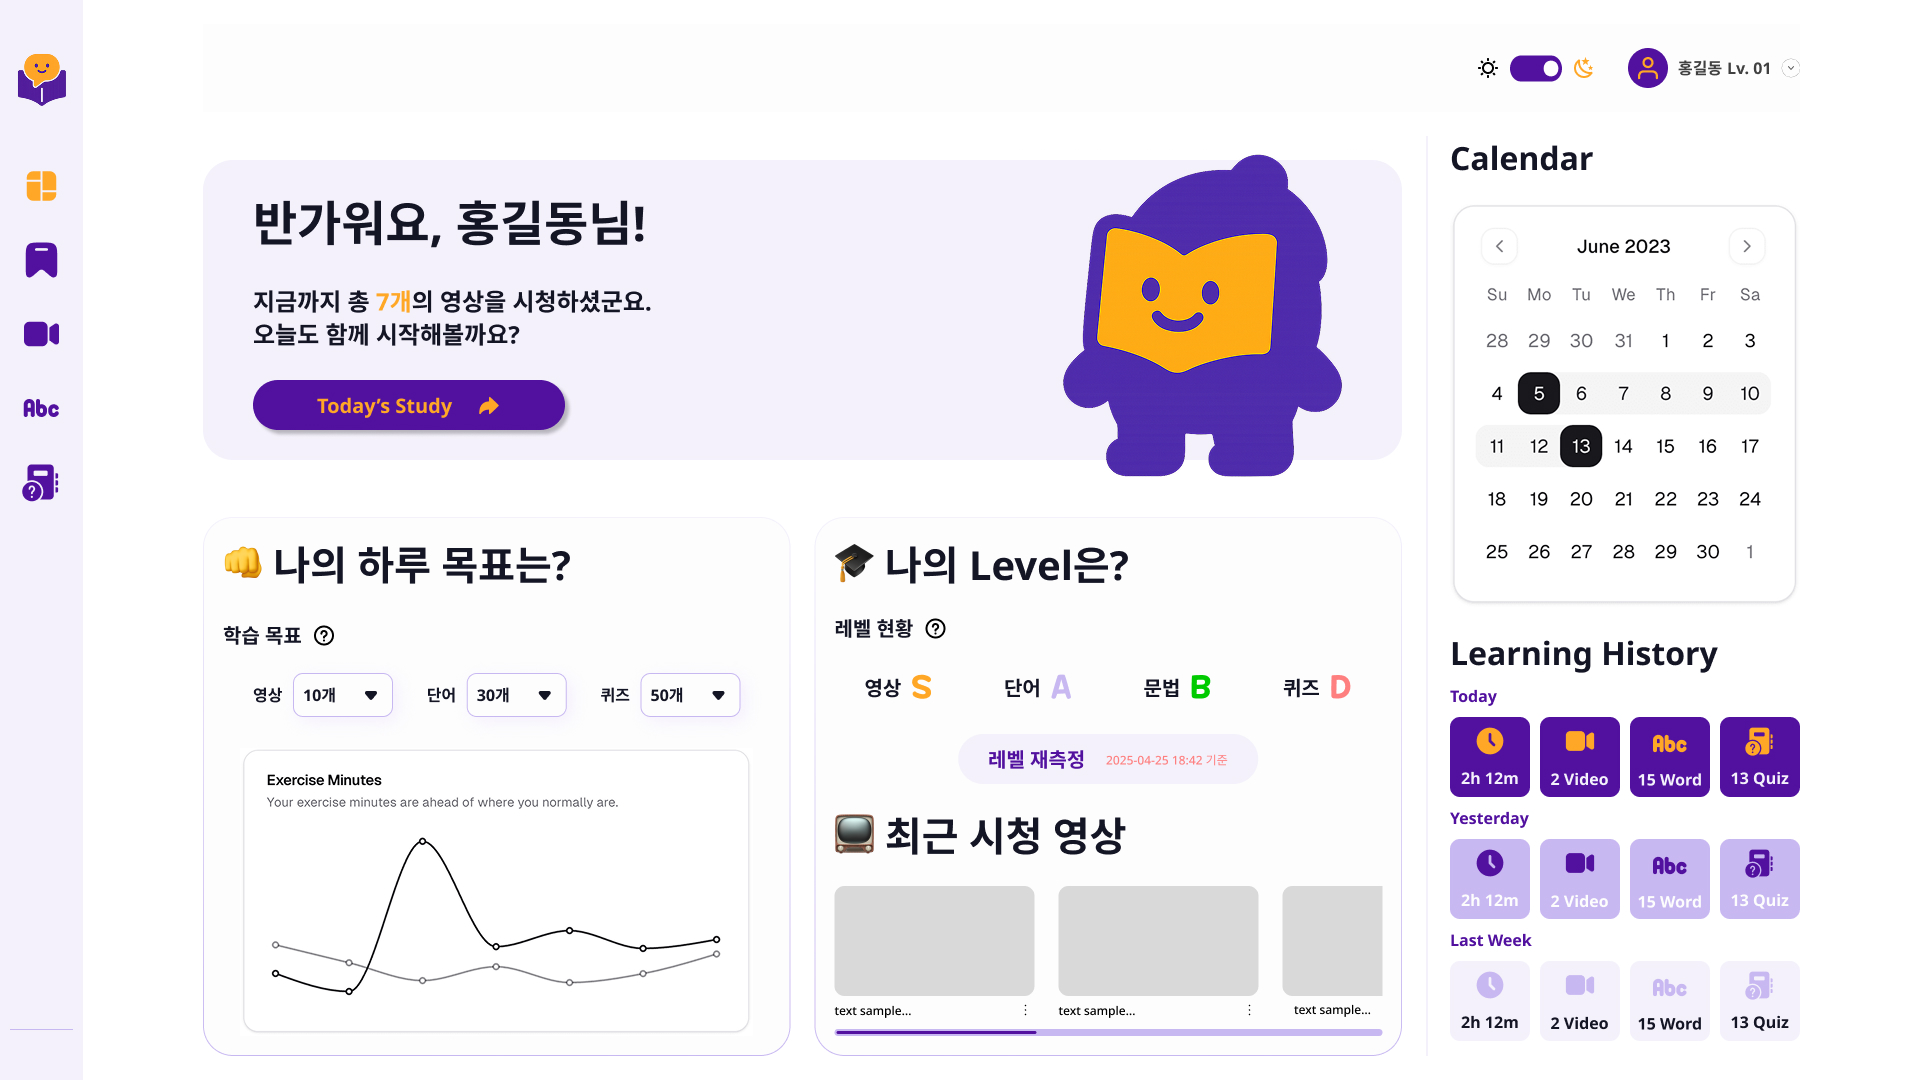 홍길동 Lv. 01
Abc
?
반가워요, 홍길동님!
지금까지 총 7개의 영상을 시청하셨군요.
오늘도 함께 시작해볼까요?
Today’s Study
나의 하루 목표는?
학습 목표 ?
영상 10개 단어 30개 퀴즈 50개
Exercise Minutes
Your exercise minutes are ahead of where you normally are.
나의 Level은?
레벨 현황 ?
영상 S 단어 A 문법 B 퀴즈 D
레벨 재측정 2025-04-25 18:42 기준
최근 시청 영상
text sample... text sample... text sample...
Calendar
June 2023
Su Mo Tu We Th Fr Sa
28 29 30 31 1 2 3
4 5 6 7 8 9 10
11 12 13 14 15 16 17
18 19 20 21 22 23 24
25 26 27 28 29 30 1
Learning History
Today
Abc ?
2h 12m 2 Video 15 Word 13 Quiz
Yesterday
Abc ?
2h 12m 2 Video 15 Word 13 Quiz
Last Week
Abc ?
2h 12m 2 Video 15 Word 13 Quiz